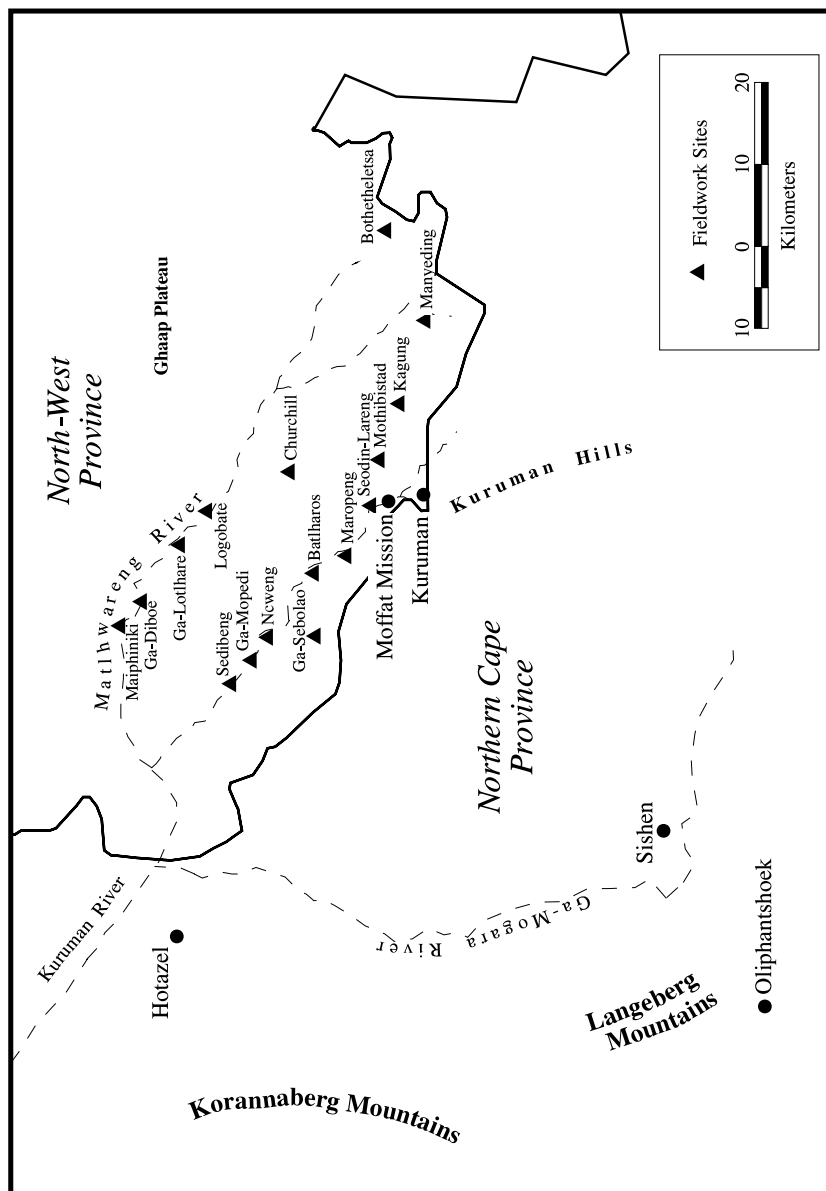 North-West
Province
Ghaap Plateau
Matlhwareng River
Maiphiniki
Ga-Diboe
Ga-Lotlhare
Logobate
Churchill
Bothetheletsa
Manyeding
Kagung
Mothibistad
Seodin-Lareng
Maropeng
Batlharos
Sedibeng
Ga-Mopedi
Ncweng
Ga-Sebolao
Moffat Mission
Kuruman
Kuruman Hills
Kuruman River
Hotazel
Northern Cape
Province
Ga-Mogara River
Sishen
Oliphantshoek
Langeberg
Mountains
Korannaberg Mountains
Fieldwork Sites
10 0 10 20
Kilometers